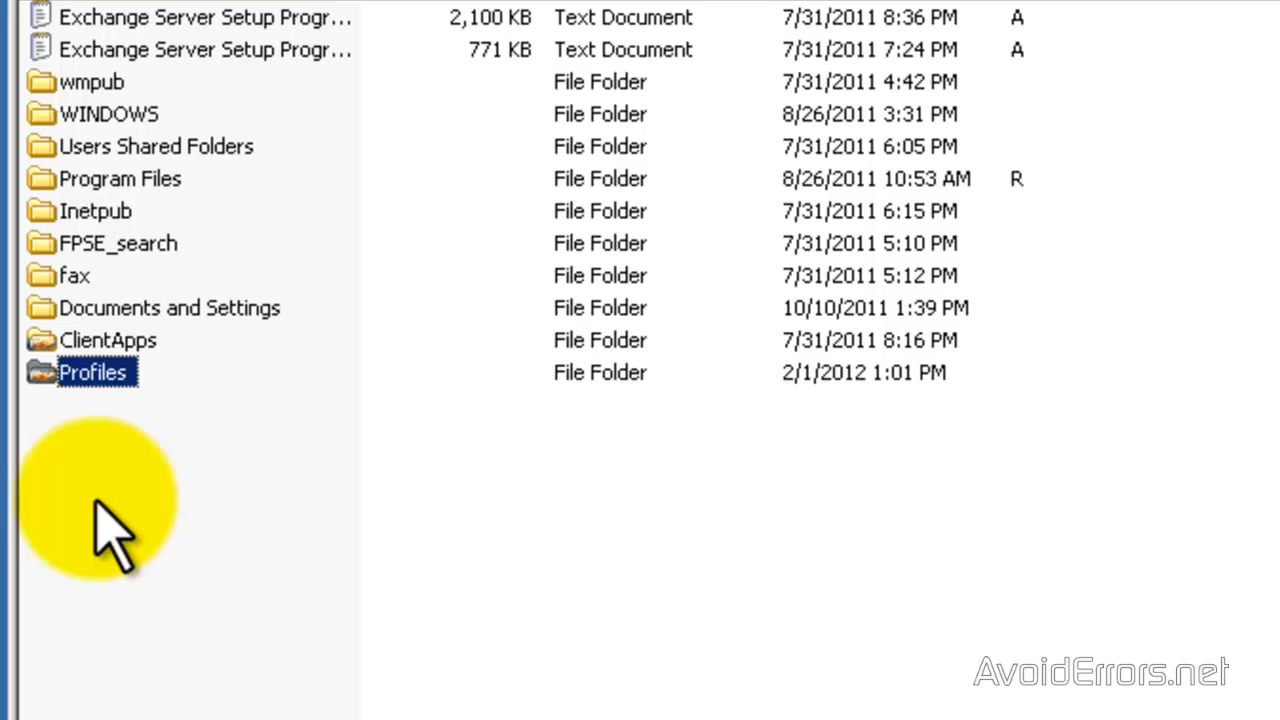 Exchange Server Setup Progr... 2,100 KB Text Document 7/31/2011 8:36 PM A
Exchange Server Setup Progr... 771 KB Text Document 7/31/2011 7:24 PM A
wmpub File Folder 7/31/2011 4:42 PM
WINDOWS File Folder 8/26/2011 3:31 PM
Users Shared Folders File Folder 7/31/2011 6:05 PM
Program Files File Folder 8/26/2011 10:53 AM R
Inetpub File Folder 7/31/2011 6:15 PM
FPSE_search File Folder 7/31/2011 5:10 PM
fax File Folder 7/31/2011 5:12 PM
Documents and Settings File Folder 10/10/2011 1:39 PM
ClientApps File Folder 7/31/2011 8:16 PM
Profiles File Folder 2/1/2012 1:01 PM
AvoidErrors.net